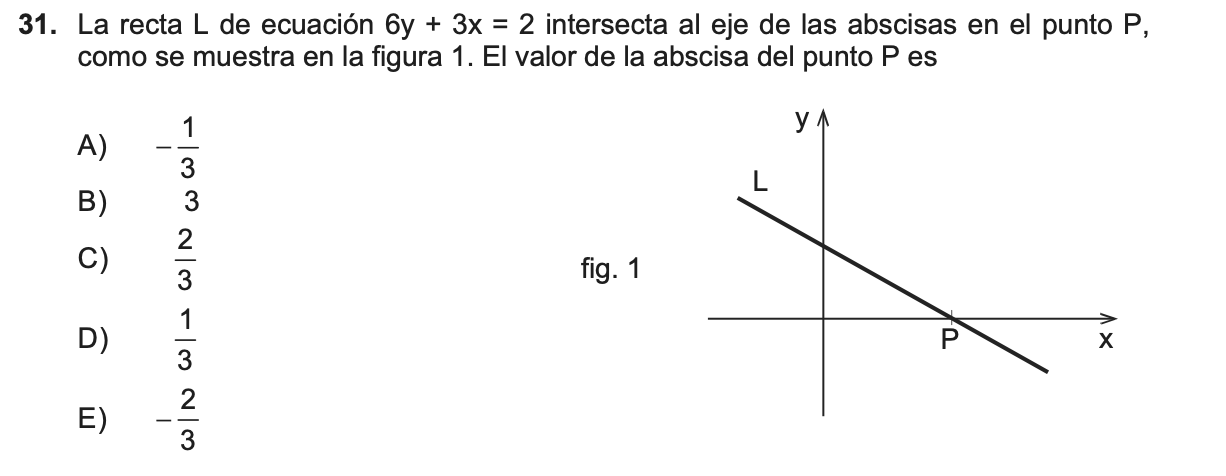 31. La recta L de ecuación 6y + 3x = 2 intersecta al eje de las abscisas en el punto P,
como se muestra en la figura 1. El valor de la abscisa del punto P es
A) -1/3
B) 3
C) 2/3
D) 1/3
E) -2/3
fig. 1
y
L
P
x